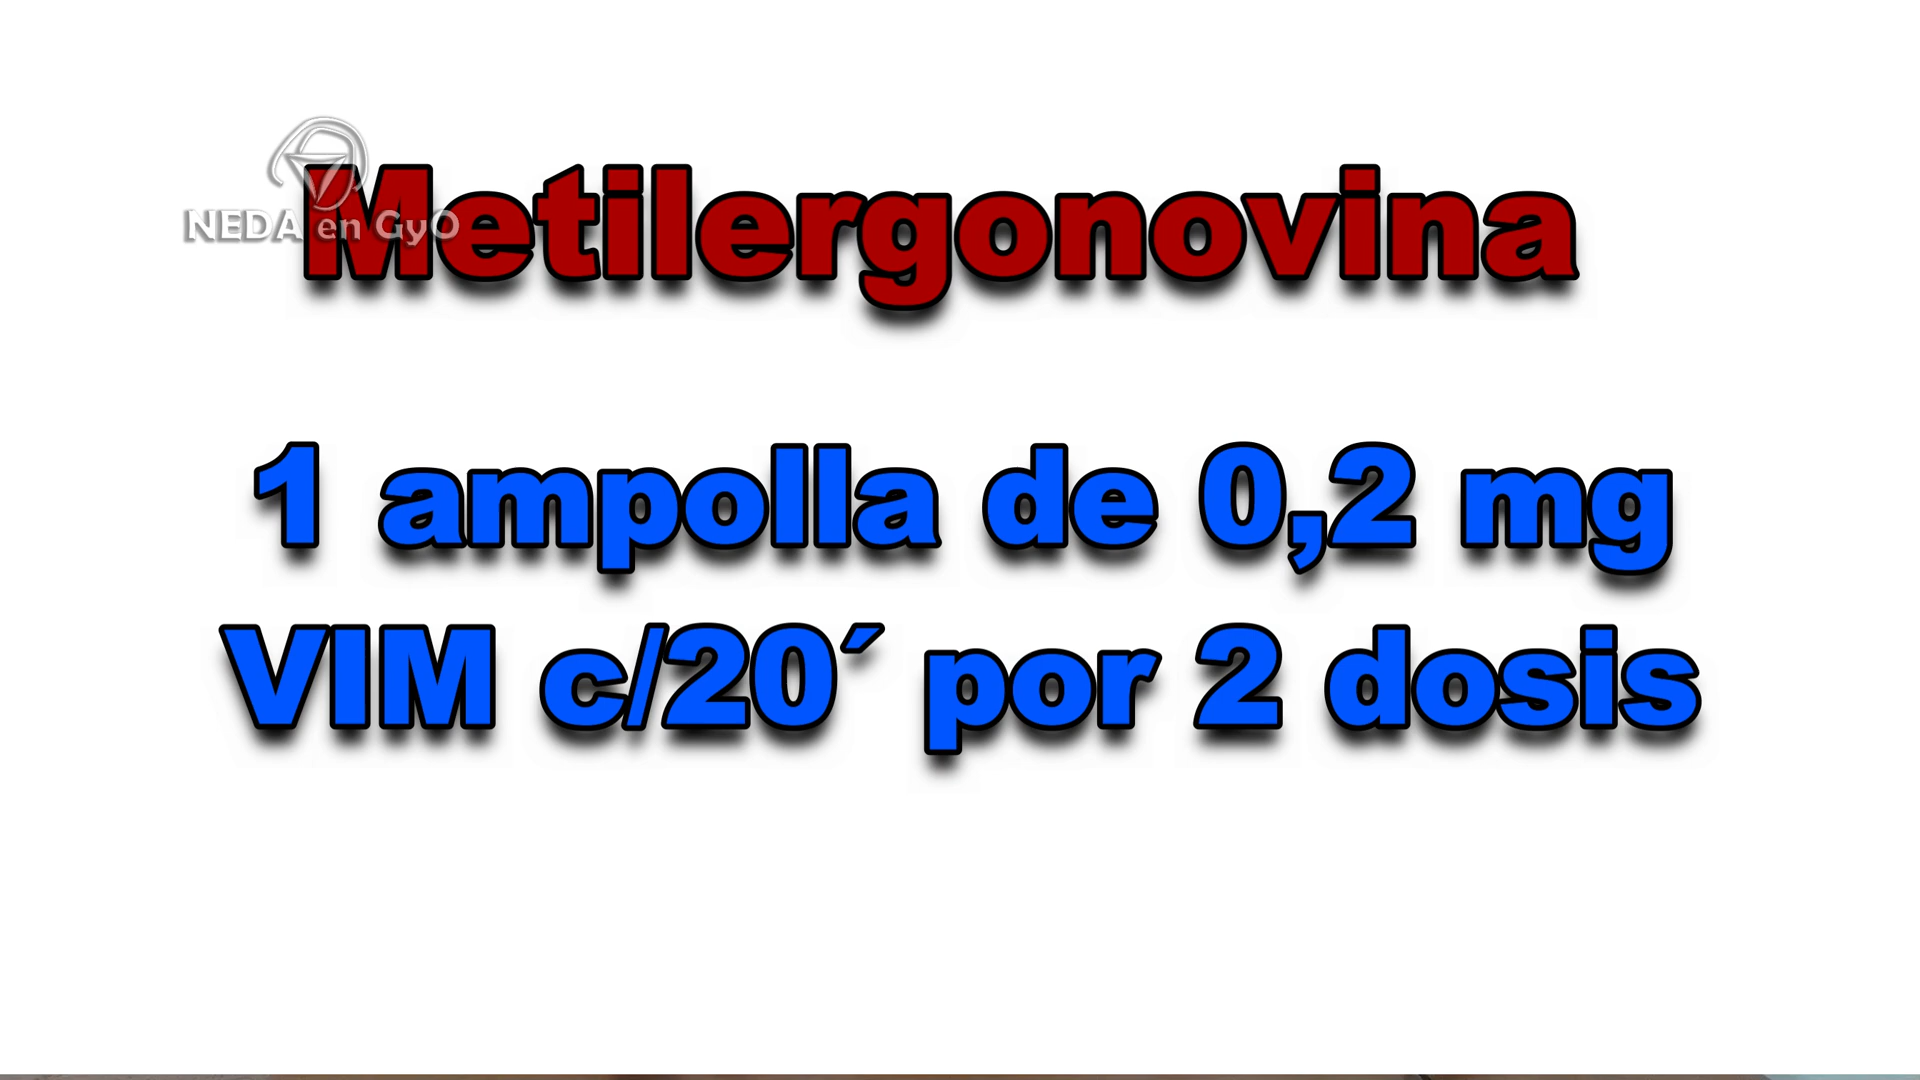 NEDA en GyO
Metilergonovina
1 ampolla de 0,2 mg
VIM c/20´ por 2 dosis